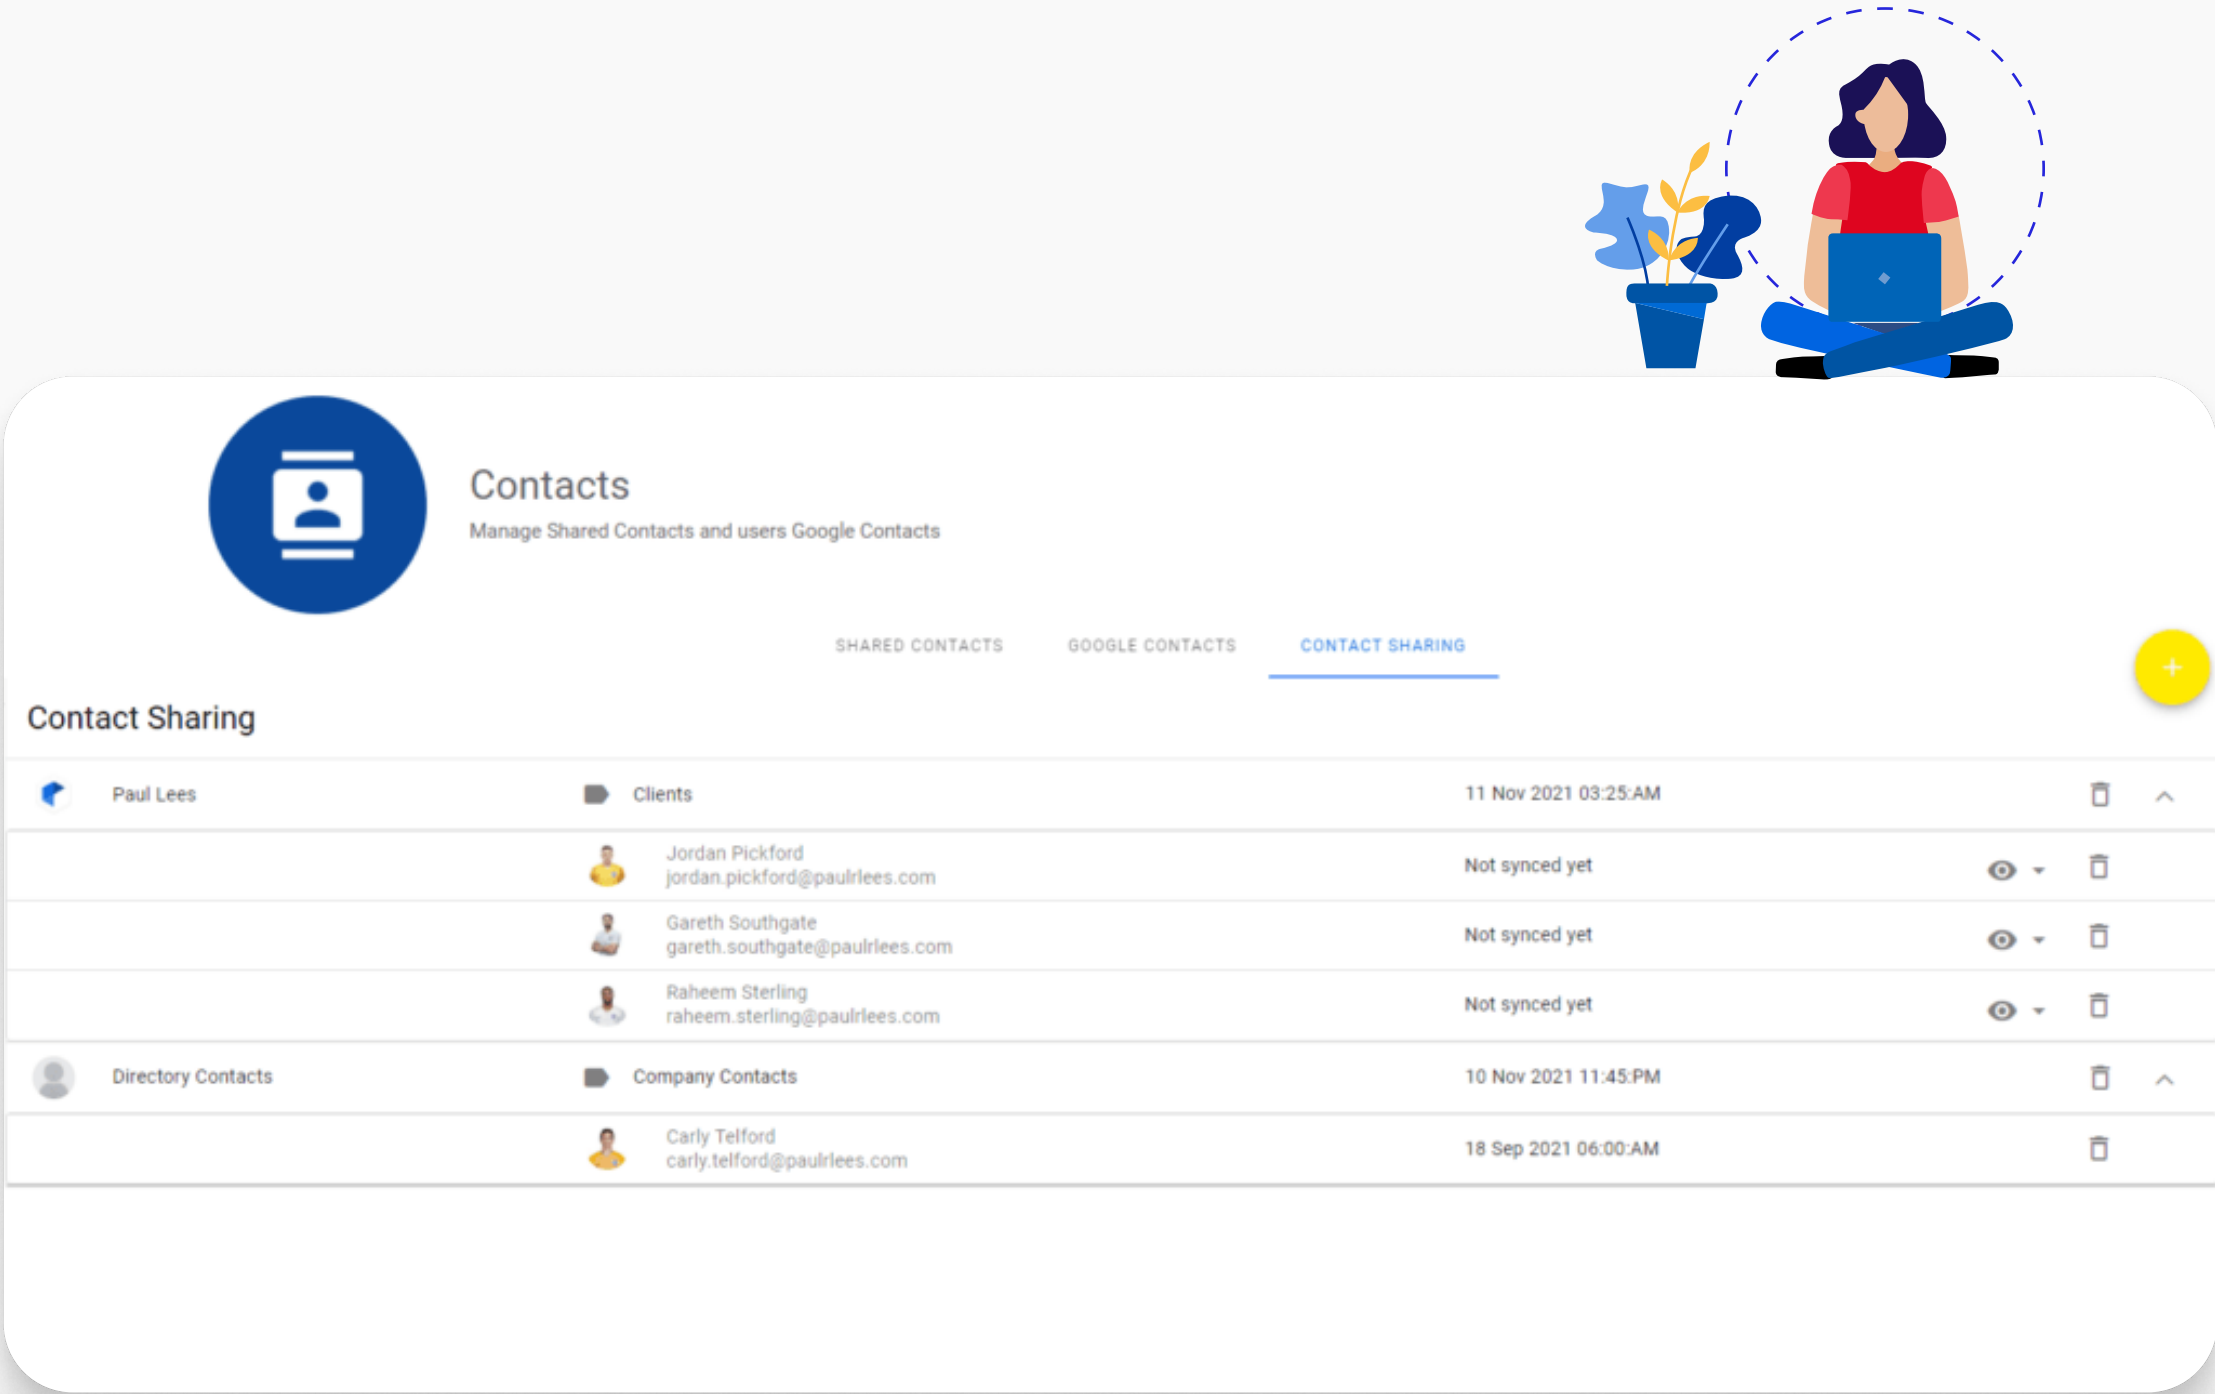 Contacts
Manage Shared Contacts and users Google Contacts
SHARED CONTACTS GOOGLE CONTACTS CONTACT SHARING
+
Contact Sharing
Paul Lees Clients 11 Nov 2021 03:25:AM
Jordan Pickford
jordan.pickford@paulrlees.com
Not synced yet
Gareth Southgate
gareth.southgate@paulrlees.com
Not synced yet
Raheem Sterling
raheem.sterling@paulrlees.com
Not synced yet
Directory Contacts Company Contacts 10 Nov 2021 11:45:PM
Carly Telford
carly.telford@paulrlees.com
18 Sep 2021 06:00:AM